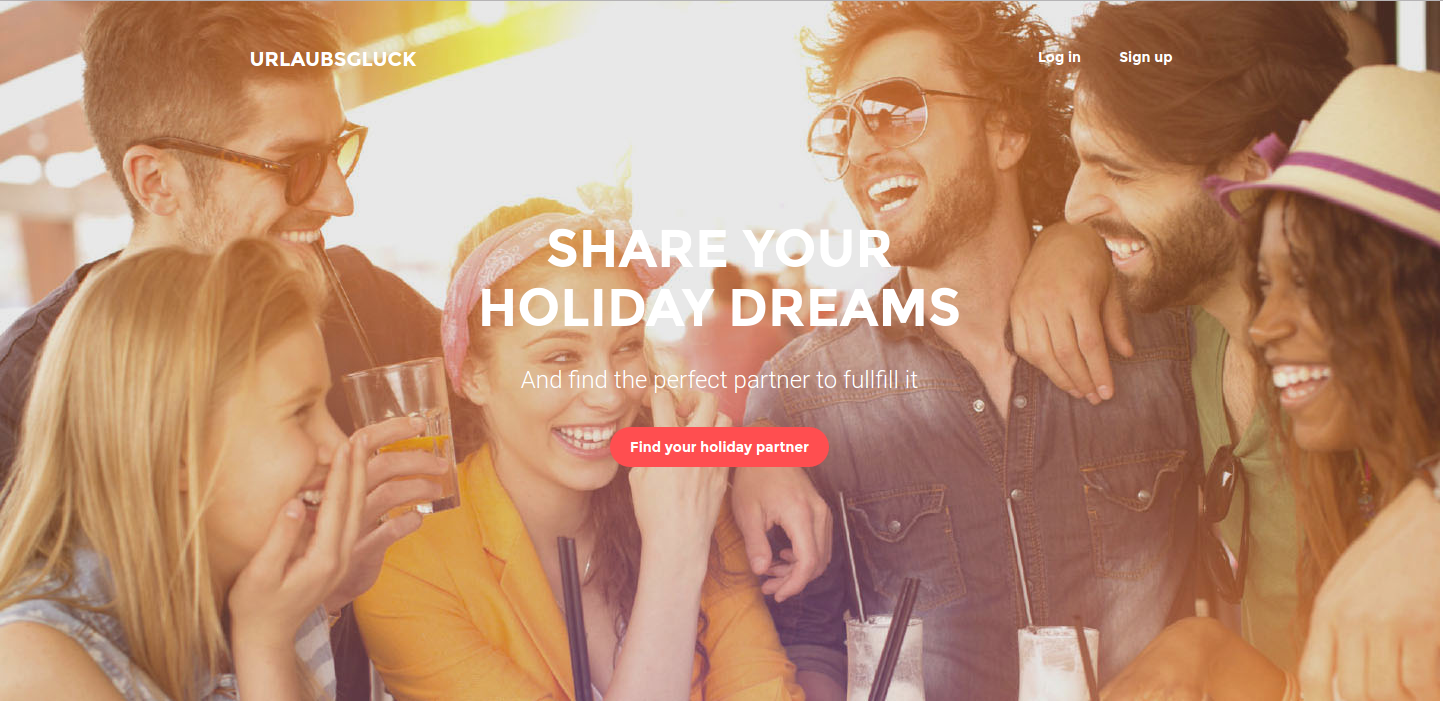 URLAUBSGLUCK
Log in
Sign up
SHARE YOUR
HOLIDAY DREAMS
And find the perfect partner to fullfill it
Find your holiday partner